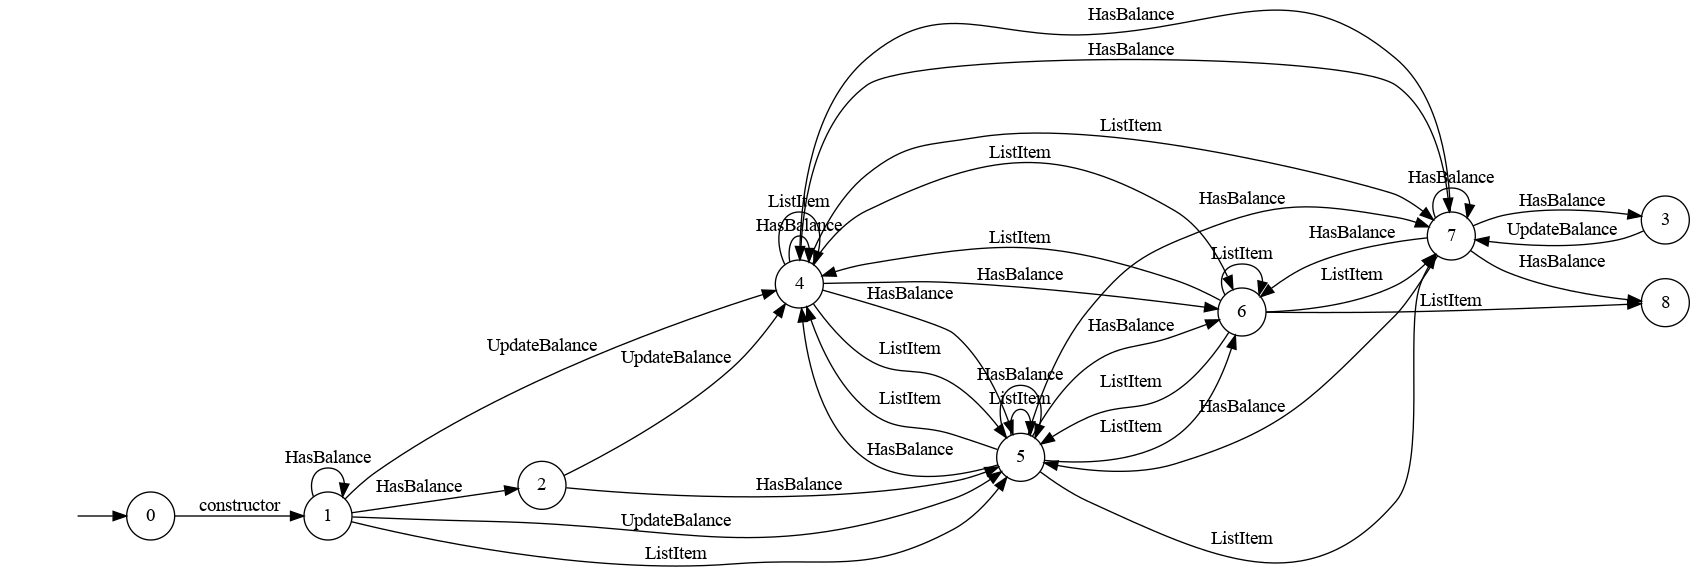 HasBalance
HasBalance
ListItem
ListItem
HasBalance
ListItem
HasBalance
HasBalance
3
HasBalance
HasBalance
UpdateBalance
7
ListItem
ListItem
HasBalance
HasBalance
ListItem
4
HasBalance
ListItem
8
6
HasBalance
UpdateBalance
ListItem
HasBalance
UpdateBalance
HasBalance
ListItem
ListItem
ListItem
HasBalance
ListItem
HasBalance
HasBalance
5
HasBalance
HasBalance
2
constructor
0
1
UpdateBalance
ListItem
ListItem